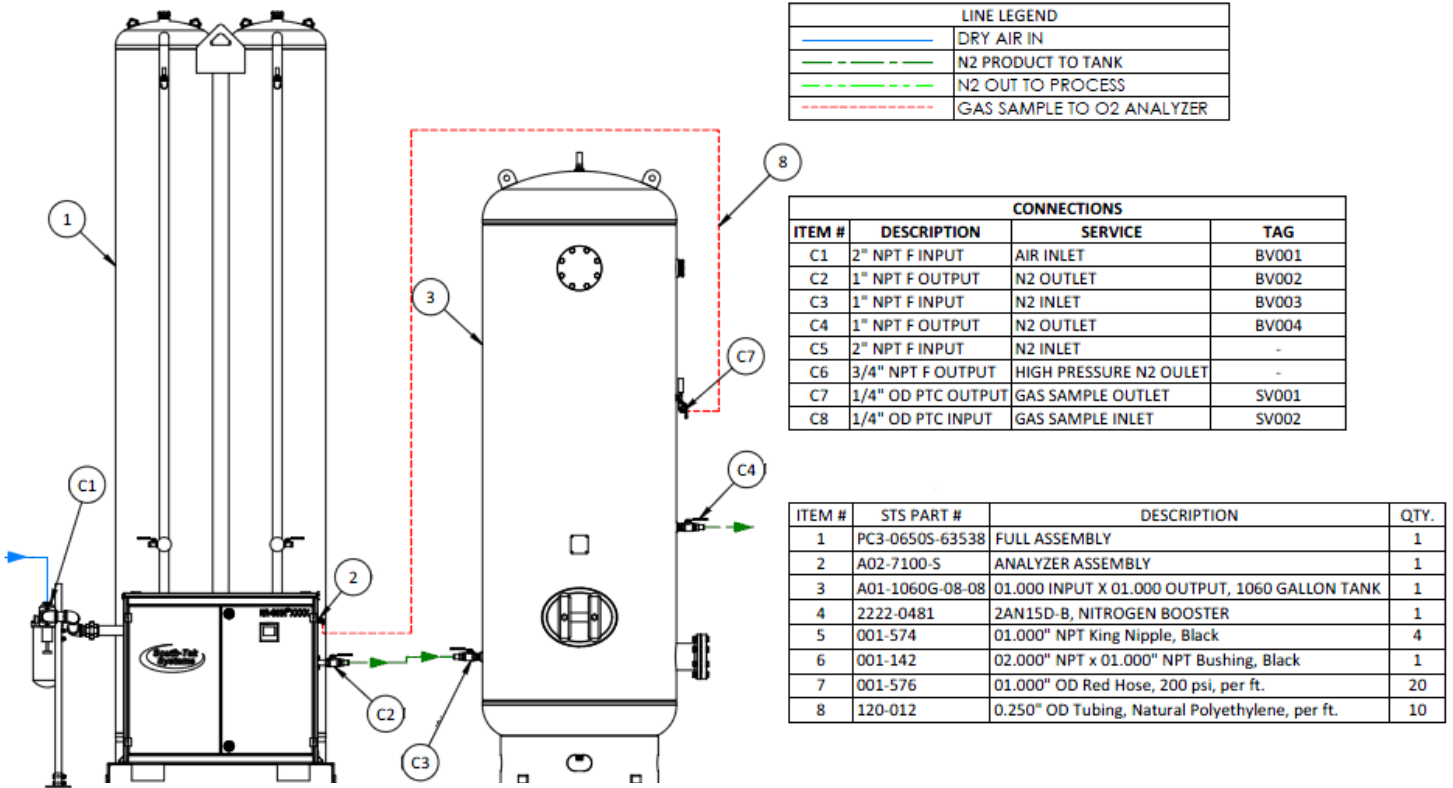 LINE LEGEND
DRY AIR IN
N2 PRODUCT TO TANK
N2 OUT TO PROCESS
GAS SAMPLE TO O2 ANALYZER
8
1
3
C7
C1
C4
2
C2
C3
South-Tek
Systems
CONNECTIONS
ITEM # DESCRIPTION SERVICE TAG
C1 2" NPT F INPUT AIR INLET BV001
C2 1" NPT F OUTPUT N2 OUTLET BV002
C3 1" NPT F INPUT N2 INLET BV003
C4 1" NPT F OUTPUT N2 OUTLET BV004
C5 2" NPT F INPUT N2 INLET -
C6 3/4" NPT F OUTPUT HIGH PRESSURE N2 OULET -
C7 1/4" OD PTC OUTPUT GAS SAMPLE OUTLET SV001
C8 1/4" OD PTC INPUT GAS SAMPLE INLET SV002
ITEM # STS PART # DESCRIPTION QTY.
1 PC3-0650S-63538 FULL ASSEMBLY 1
2 A02-7100-S ANALYZER ASSEMBLY 1
3 A01-1060G-08-08 01.000 INPUT X 01.000 OUTPUT, 1060 GALLON TANK 1
4 2222-0481 2AN15D-B, NITROGEN BOOSTER 1
5 001-574 01.000" NPT King Nipple, Black 4
6 001-142 02.000" NPT x 01.000" NPT Bushing, Black 1
7 001-576 01.000" OD Red Hose, 200 psi, per ft. 20
8 120-012 0.250" OD Tubing, Natural Polyethylene, per ft. 10